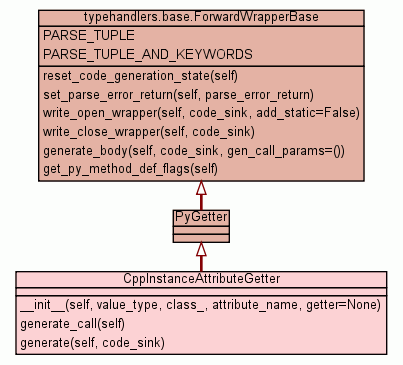 typehandlers.base.ForwardWrapperBase
PARSE_TUPLE
PARSE_TUPLE_AND_KEYWORDS
reset_code_generation_state(self)
set_parse_error_return(self, parse_error_return)
write_open_wrapper(self, code_sink, add_static=False)
write_close_wrapper(self, code_sink)
generate_body(self, code_sink, gen_call_params=())
get_py_method_def_flags(self)
PyGetter
CppInstanceAttributeGetter
__init__(self, value_type, class_, attribute_name, getter=None)
generate_call(self)
generate(self, code_sink)